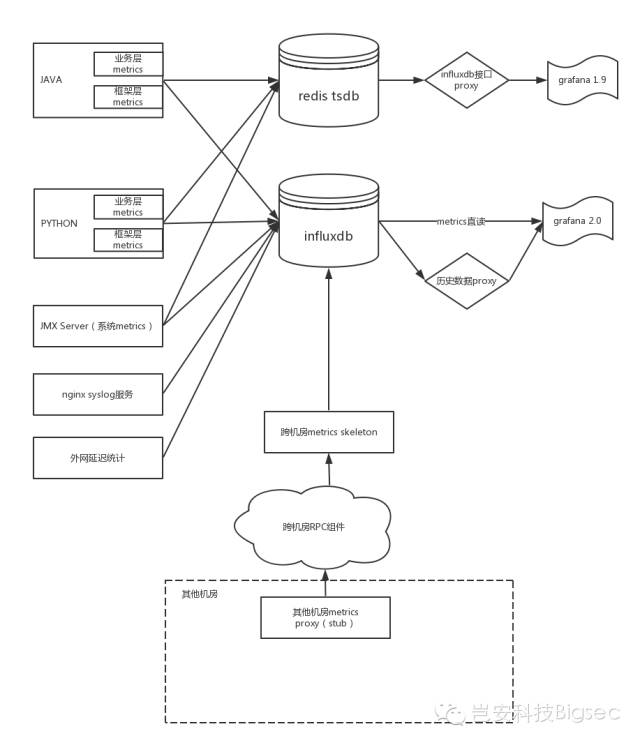 业务层
metrics
JAVA
框架层
metrics
redis tsdb
influxdb接口
proxy
grafana 1.9
业务层
metrics
PYTHON
框架层
metrics
influxdb
metrics直读
grafana 2.0
历史数据proxy
JMX Server（系统metrics）
nginx syslog服务
外网延迟统计
跨机房metrics skeleton
跨机房RPC组件
其他机房
其他机房metrics
proxy（stub）
岂安科技Bigsec